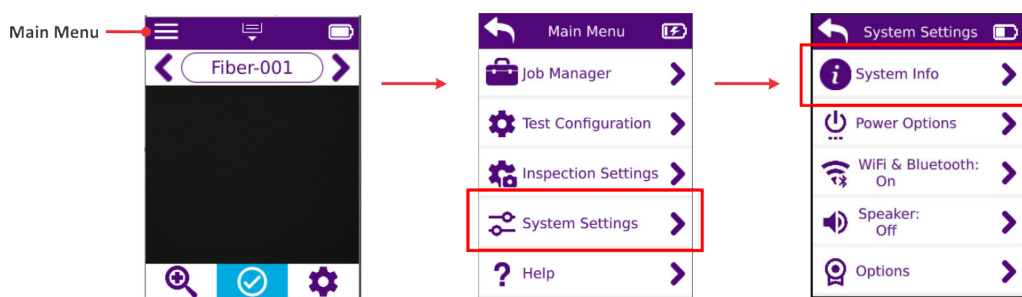 Main Menu
Fiber-001
Main Menu
Job Manager
Test Configuration
Inspection Settings
System Settings
? Help
System Settings
i System Info
Power Options
WiFi & Bluetooth:
On
Speaker:
Off
Options